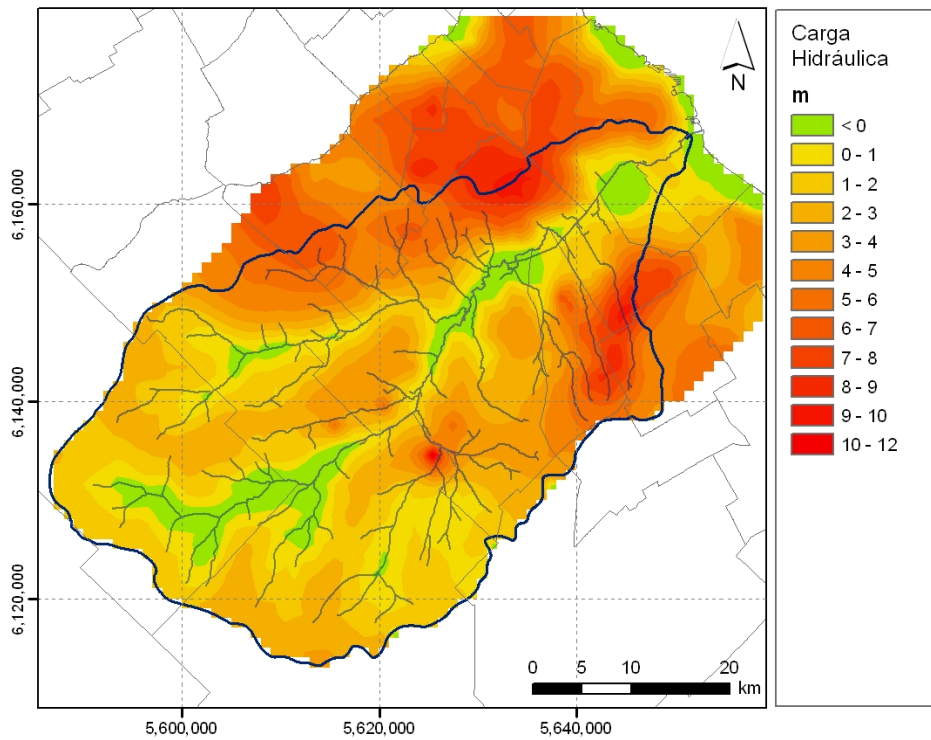 Carga
Hidráulica
m
< 0
0 - 1
1 - 2
2 - 3
3 - 4
4 - 5
5 - 6
6 - 7
7 - 8
8 - 9
9 - 10
10 - 12
N
6,160,000
6,140,000
6,120,000
0 5 10 20
km
5,600,000 5,620,000 5,640,000